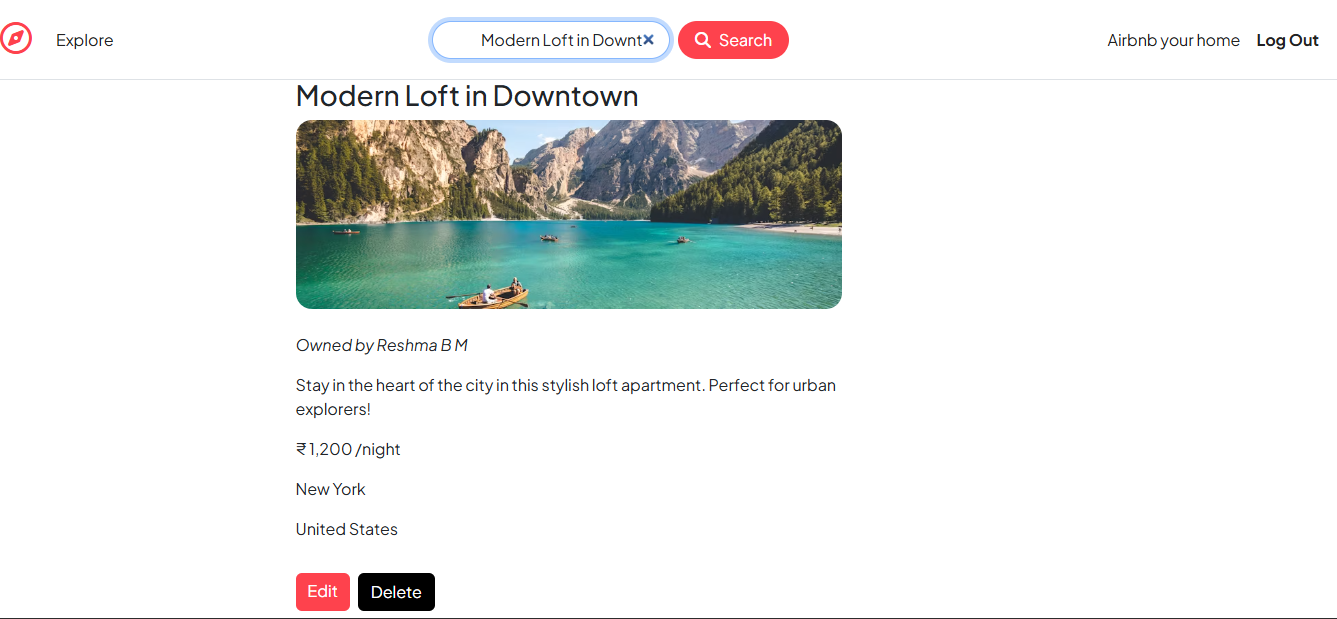 Explore
Modern Loft in Downt
Search
Airbnb your home
Log Out
Modern Loft in Downtown
Owned by Reshma B M
Stay in the heart of the city in this stylish loft apartment. Perfect for urban
explorers!
₹ 1,200 /night
New York
United States
Edit
Delete